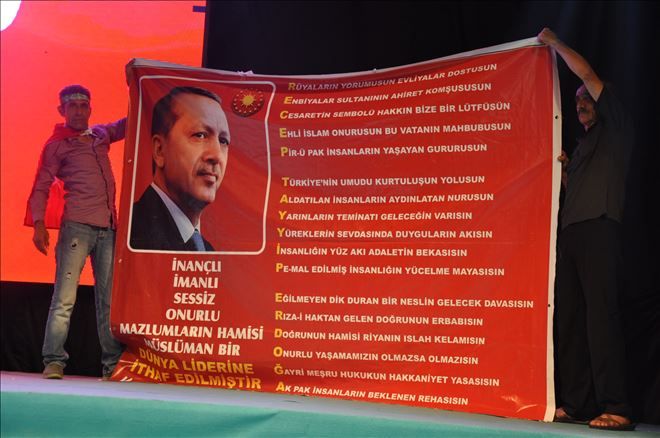 RÜYALARIN YORUMUSUN EVLİYALAR DOSTUSUN
ENBİYALAR SULTANININ AHİRET KOMŞUSUSUN
CESARETİN SEMBOLÜ HAKKIN BİZE BİR LÜTFÜSÜN
EHLİ İSLAM ONURUSUN BU VATANIN MAHBUBUSUN
PİR-Ü PAK İNSANLARIN YAŞAYAN GURURUSUN
TÜRKİYE'NİN UMUDU KURTULUŞUN YOLUSUN
ALDATILAN İNSANLARIN AYDINLATAN NURUSUN
YARINLARIN TEMİNATI GELECEĞİN VARISIN
YÜREKLERİN SEVDASINDA DUYGULARIN AKISIN
İNSANLIĞIN YÜZ AKI ADALETİN BEKASISIN
PE-MAL EDİLMİŞ İNSANLIĞIN YÜCELME MAYASISIN
EĞİLMEYEN DİK DURAN BİR NESLİN GELECEK DAVASISIN
RIZA-İ HAKTAN GELEN DOĞRUNUN ERBABISIN
DOĞRUNUN HAMİSİ RİYANIN ISLAH KELAMISIN
ONURLU YAŞAMAMIZIN OLMAZSA OLMAZISIN
GAYRİ MEŞRU HUKUKUN HAKKANİYET YASASISIN
AK PAK İNSANLARIN BEKLENEN REHASISIN
İNANÇLI
İMANLI
SESSİZ
ONURLU
MAZLUMLARIN HAMİSİ
MÜSLÜMAN BİR
DÜNYA LİDERİNE
İTHAF EDİLMİŞTİR